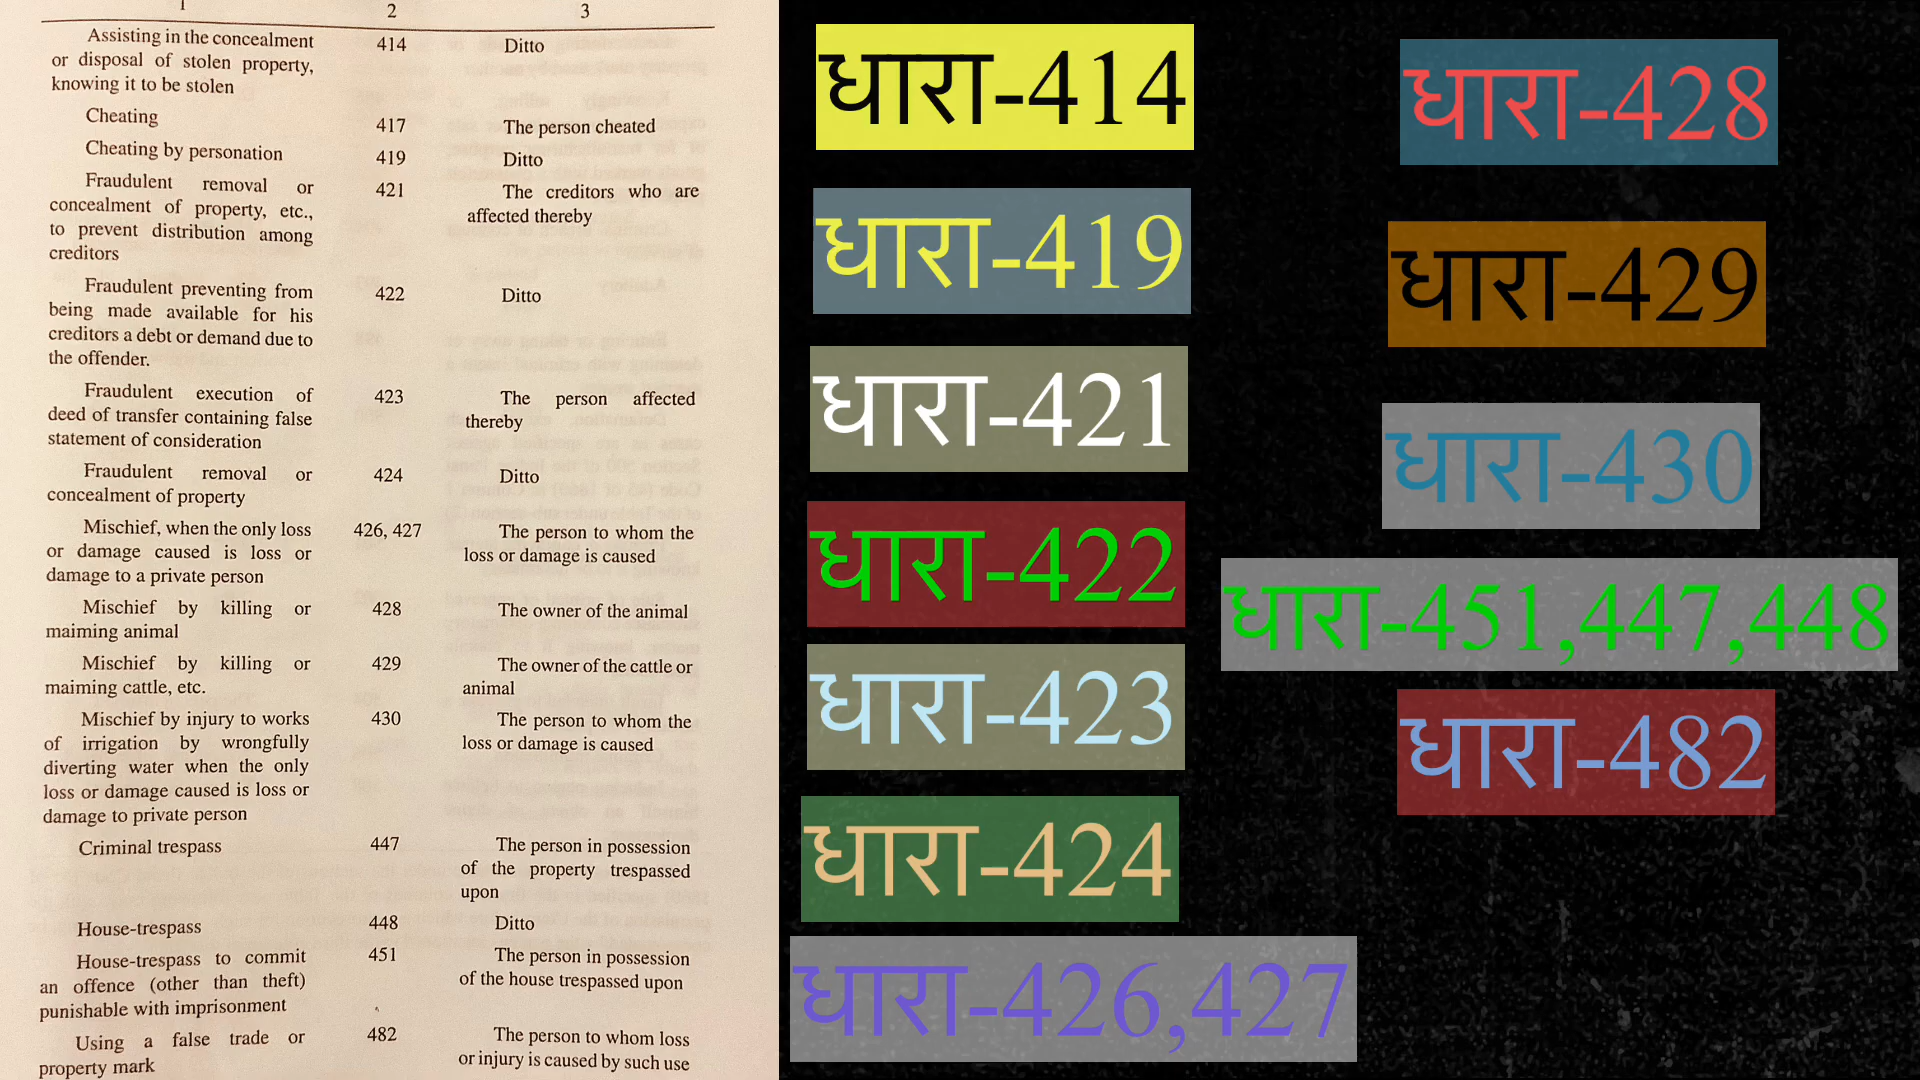 1 2 3
Assisting in the concealment 414 Ditto
or disposal of stolen property,
knowing it to be stolen
Cheating 417 The person cheated
Cheating by personation 419 Ditto
Fraudulent removal or 421 The creditors who are
concealment of property, etc., affected thereby
to prevent distribution among
creditors
Fraudulent preventing from 422 Ditto
being made available for his
creditors a debt or demand due to
the offender.
Fraudulent execution of 423 The person affected
deed of transfer containing false thereby
statement of consideration
Fraudulent removal or 424 Ditto
concealment of property
Mischief, when the only loss 426, 427 The person to whom the
or damage caused is loss or loss or damage is caused
damage to a private person
Mischief by killing or 428 The owner of the animal
maiming animal
Mischief by killing or 429 The owner of the cattle or
maiming cattle, etc. animal
Mischief by injury to works 430 The person to whom the
of irrigation by wrongfully loss or damage is caused
diverting water when the only
loss or damage caused is loss or
damage to private person
Criminal trespass 447 The person in possession
of the property trespassed
upon
House-trespass 448 Ditto
House-trespass to commit 451 The person in possession
an offence (other than theft) of the house trespassed upon
punishable with imprisonment
Using a false trade or 482 The person to whom loss
property mark or injury is caused by such use
धारा-414
धारा-419
धारा-421
धारा-422
धारा-423
धारा-424
धारा-426,427
धारा-428
धारा-429
धारा-430
धारा-451,447,448
धारा-482